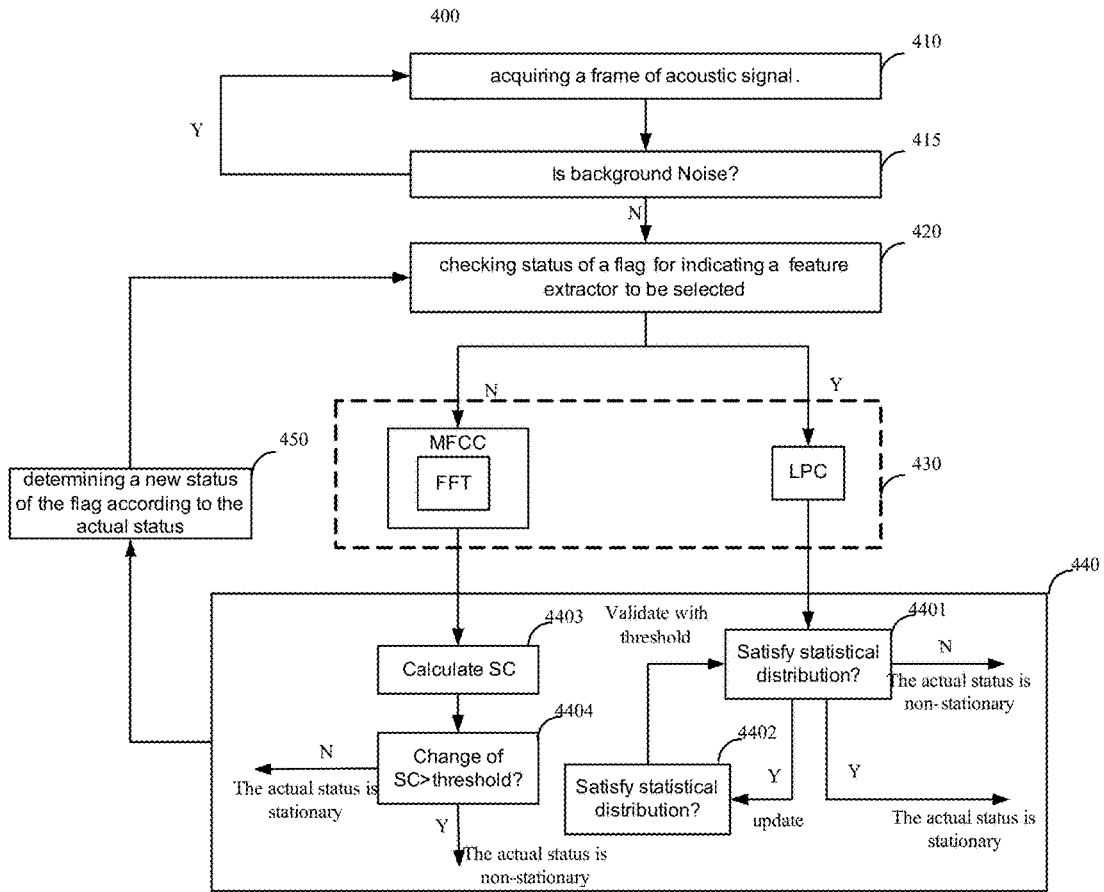 400
410
acquiring a frame of acoustic signal.
Y
415
Is background Noise?
N
420
checking status of a flag for indicating a feature
extractor to be selected
N
Y
450
determining a new status
of the flag according to the
actual status
MFCC
FFT
LPC
430
440
Validate with
threshold
4401
4403
Satisfy statistical
distribution?
N
Calculate SC
The actual status is
non-stationary
4404
4402
N
Change of
SC>threshold?
Y
Y
Satisfy statistical
distribution?
The actual status is
stationary
update
The actual status is
stationary
Y
The actual status is
non-stationary